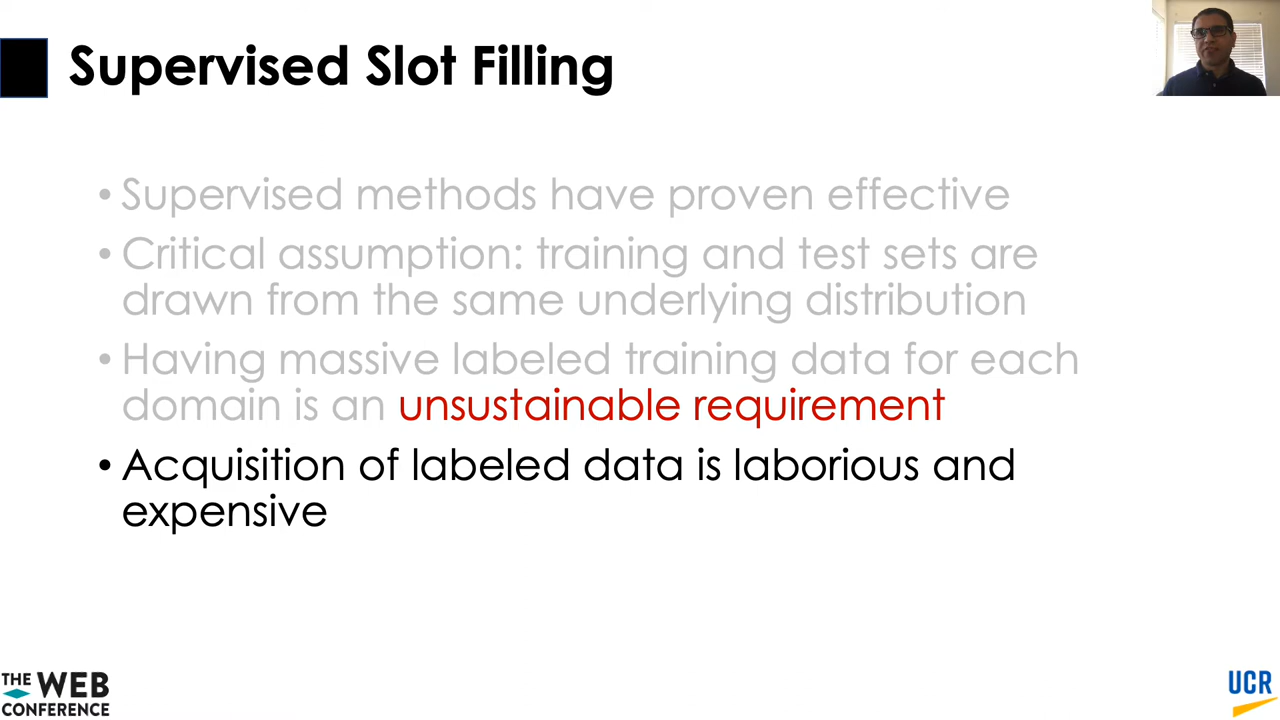 Supervised Slot Filling
• Supervised methods have proven effective
• Critical assumption: training and test sets are
drawn from the same underlying distribution
• Having massive labeled training data for each
domain is an unsustainable requirement
• Acquisition of labeled data is laborious and
expensive
THE WEB
CONFERENCE
UCR